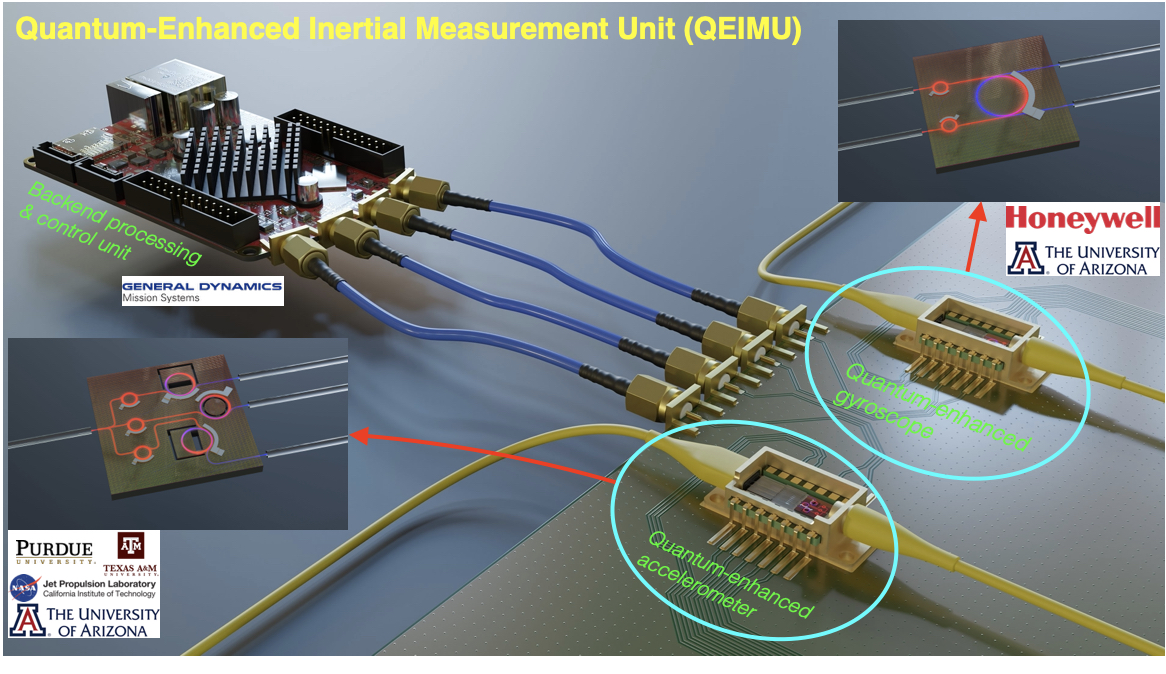 Quantum-Enhanced Inertial Measurement Unit (QEIMU)
Backend processing
& control unit
GENERAL DYNAMICS
Mission Systems
Honeywell
A
THE UNIVERSITY
OF ARIZONA
Quantum-enhanced
gyroscope
Quantum-enhanced
accelerometer
PURDUE
UNIVERSITY®
ATM
TEXAS A&M
UNIVERSITY®
NASA
Jet Propulsion Laboratory
California Institute of Technology
A
THE UNIVERSITY
OF ARIZONA